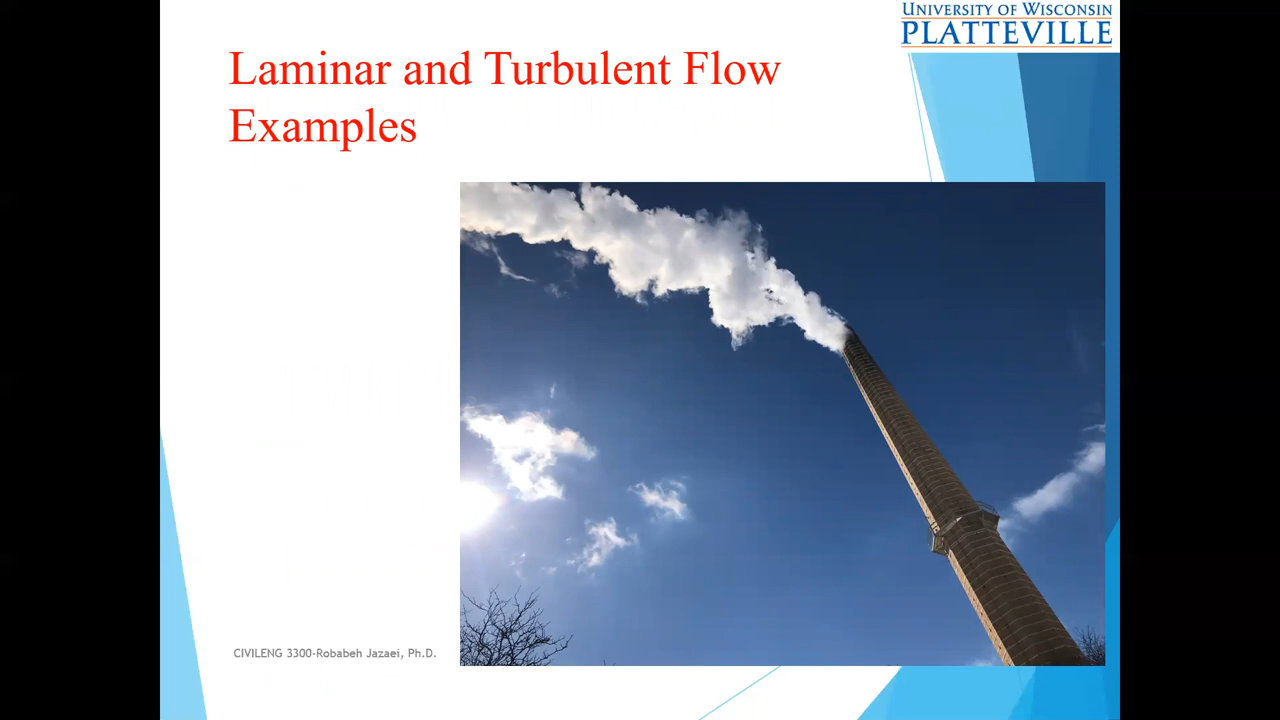 UNIVERSITY OF WISCONSIN
PLATTEVILLE
Laminar and Turbulent Flow
Examples
CIVILENG 3300-Robabeh Jazaei, Ph.D.